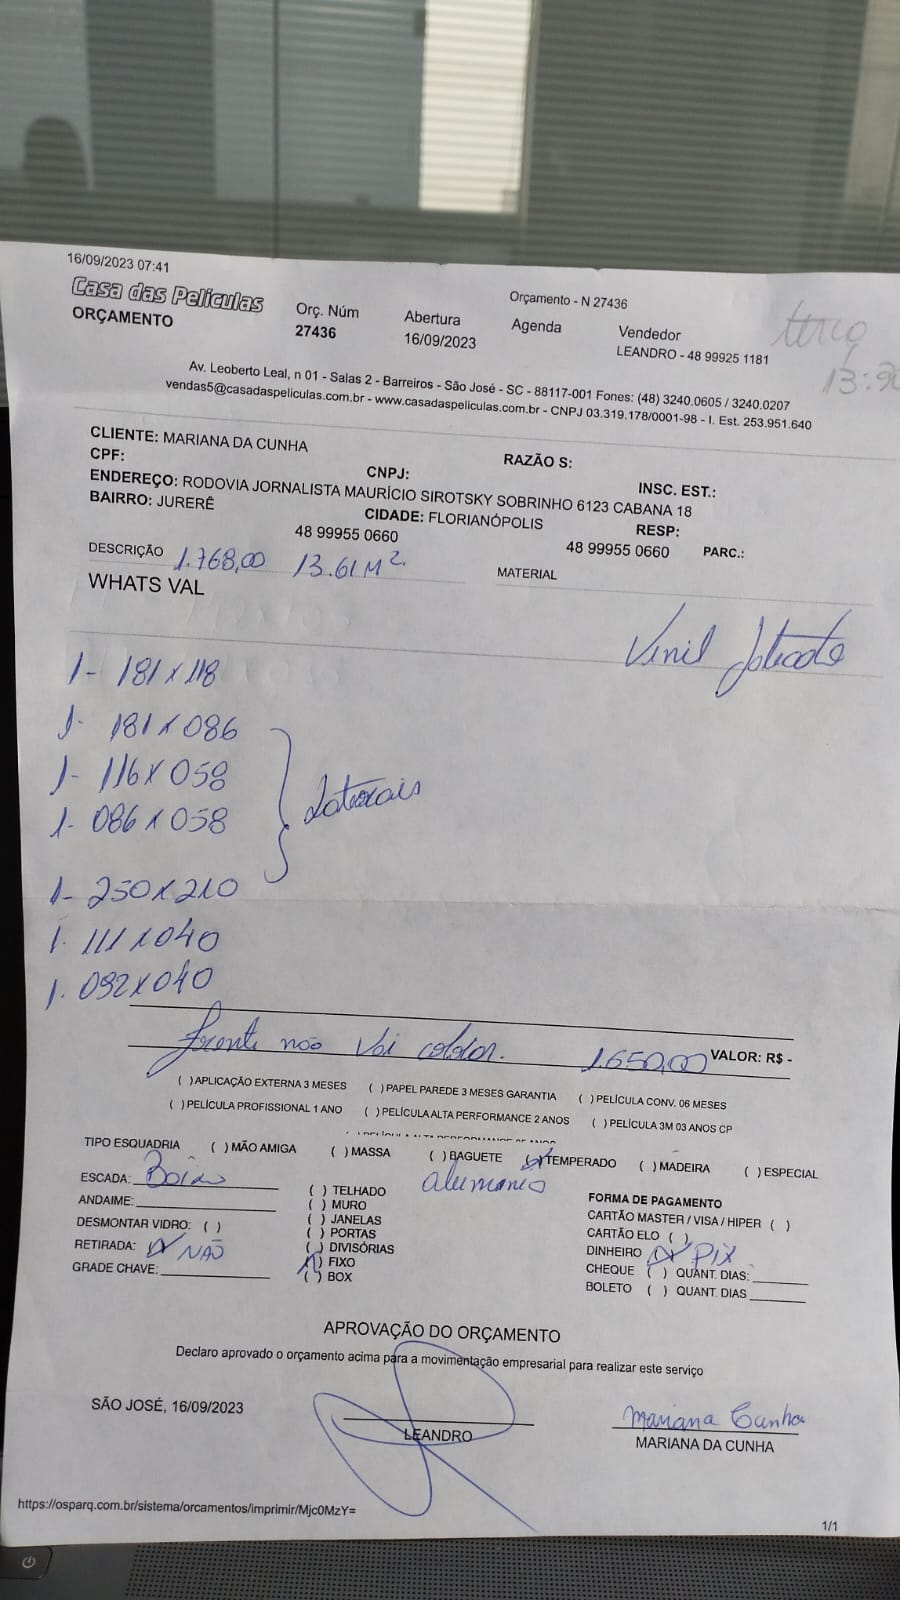 16/09/2023 07:41
Casa das Películas
ORÇAMENTO
Orç. Núm
27436
Abertura
16/09/2023
Orçamento - N 27436
Agenda
Vendedor
LEANDRO - 48 99925 1181
terça
13:30
Av. Leoberto Leal, n 01 - Salas 2 - Barreiros - São José - SC - 88117-001 Fones: (48) 3240.0605 / 3240.0207
vendas5@casadaspeliculas.com.br - www.casadaspeliculas.com.br - CNPJ 03.319.178/0001-98 - I. Est. 253.951.640
CLIENTE: MARIANA DA CUNHA RAZÃO S:
CPF: CNPJ: INSC. EST.:
ENDEREÇO: RODOVIA JORNALISTA MAURÍCIO SIROTSKY SOBRINHO 6123 CABANA 18
BAIRRO: JURERÊ CIDADE: FLORIANÓPOLIS RESP:
48 99955 0660 48 99955 0660 PARC.:
DESCRIÇÃO 1.768,00 13.61 M². MATERIAL
WHATS VAL
Vinil Jateado
1- 181 x 118
1- 181 x 086
1- 116 x 058
1- 086 x 058
Laterais
1- 250 x 210
1. 111 x 040
1. 092 x 040
frente não vai colocar. 1.650,00 VALOR: R$ -
( )APLICAÇÃO EXTERNA 3 MESES ( )PAPEL PAREDE 3 MESES GARANTIA ( )PELÍCULA CONV. 06 MESES
( )PELÍCULA PROFISSIONAL 1 ANO ( )PELÍCULA ALTA PERFORMANCE 2 ANOS ( )PELÍCULA 3M 03 ANOS CP
TIPO ESQUADRIA ( )MÃO AMIGA ( )MASSA ( )BAGUETE (x)TEMPERADO ( )MADEIRA ( )ESPECIAL
ESCADA:
ANDAIME:
DESMONTAR VIDRO: ( )
RETIRADA: (x) NÃO
GRADE CHAVE:
( ) TELHADO
( ) MURO
( ) JANELAS
( ) PORTAS
( ) DIVISÓRIAS
(x) FIXO
( ) BOX
FORMA DE PAGAMENTO
CARTÃO MASTER / VISA / HIPER ( )
CARTÃO ELO ( )
DINHEIRO (x) PIX
CHEQUE ( ) QUANT. DIAS:
BOLETO ( ) QUANT. DIAS
APROVAÇÃO DO ORÇAMENTO
Declaro aprovado o orçamento acima para a movimentação empresarial para realizar este serviço
SÃO JOSÉ, 16/09/2023
LEANDRO
Mariana Cunha
MARIANA DA CUNHA
https://osparq.com.br/sistema/orcamentos/imprimir/Mjc0MzY=
1/1